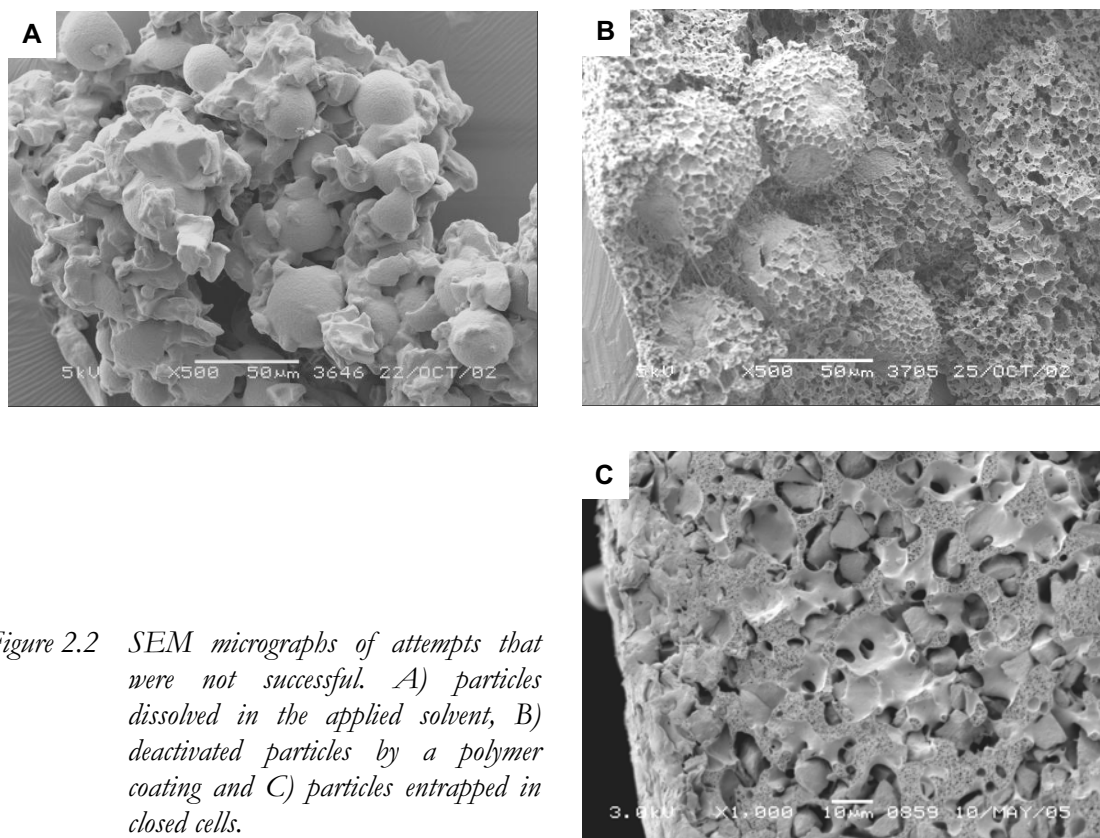 A
5kV X500 50µm 3646 22/OCT/02
B
5kV X500 50µm 3705 25/OCT/02
C
3.0kV X1,000 10µm 0859 10/MAY/05
igure 2.2 SEM micrographs of attempts that
were not successful. A) particles
dissolved in the applied solvent, B)
deactivated particles by a polymer
coating and C) particles entrapped in
closed cells.